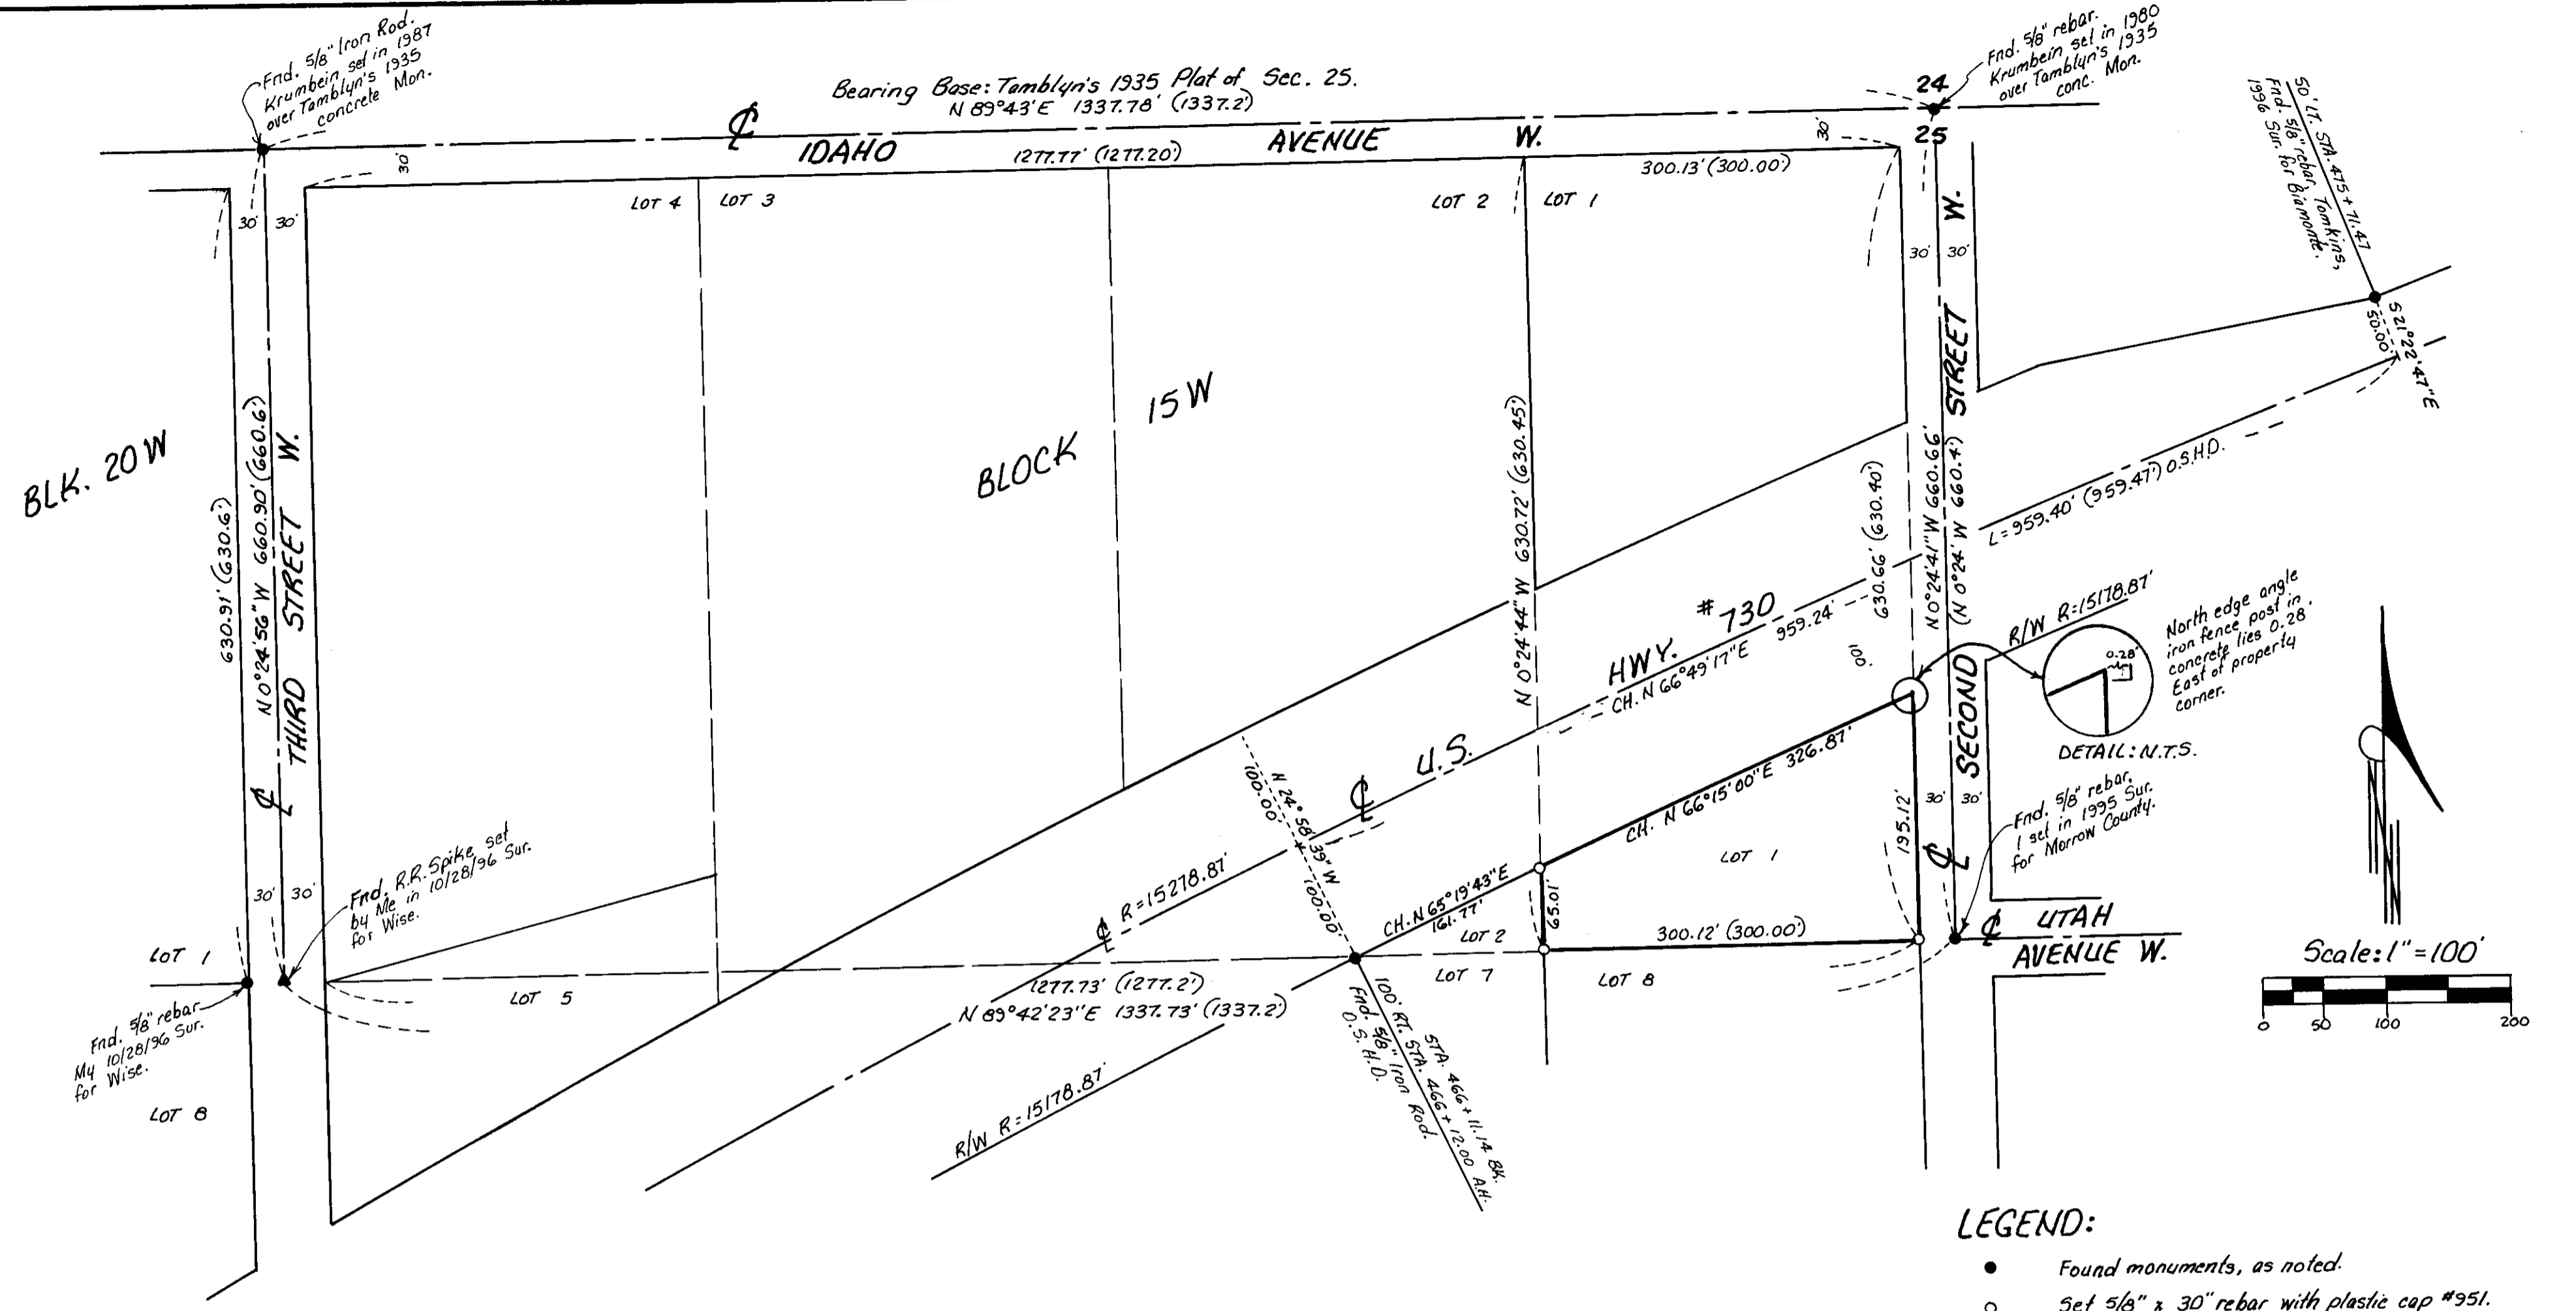 Fnd. 5/8" Iron Rod.
Krumbein, set in 1987
over Tamblyn's 1935
concrete Mon.
Bearing Base: Tamblyn's 1935 Plat of Sec. 25.
N 89°43'E 1337.78' (1337.2')
Fnd. 5/8" rebar.
Krumbein set in 1980
over Tamblyn's 1935
conc. Mon.
24
25
50' LT. STA. 475+71.47
Fnd. 5/8" rebar, Tomkins,
1996 Sur. for Biamonte.
℄
IDAHO AVENUE W.
1277.77' (1277.20')
300.13' (300.00')
30'
30'
30'
30'
LOT 4
LOT 3
LOT 2
LOT 1
30'
30'
S 21°22'47"E
50.00'
BLK. 20 W
BLOCK 15 W
630.91' (630.6')
N 0°24'56" W 660.90' (660.6')
THIRD STREET W.
℄
N 0°24'44" W 630.72' (630.45')
630.66' (630.40')
N 0°24'41" W 660.66'
(N 0°24' W 660.4')
SECOND STREET W.
L=959.40' (959.47') O.S.H.D.
R/W R=15178.87'
North edge angle
iron fence post in
concrete lies 0.28'
East of property
corner.
0.28'
DETAIL: N.T.S.
℄ U.S. HWY. #730
CH. N 66°49'17"E 959.24'
100'
N 24°58'39" W
100.00'
100.00'
CH. N 66°15'00"E 326.87'
LOT 1
195.12'
30'
30'
℄
Fnd. 5/8" rebar,
I set in 1995 Sur.
for Morrow County.
N
Fnd. R.R. Spike set
by Me in 10/28/96 Sur.
for Wise.
30'
30'
℄ R=15278.87'
CH. N 65°19'43"E
161.77'
65.01'
LOT 2
300.12' (300.00')
℄ UTAH
AVENUE W.
LOT 1
LOT 5
1277.73' (1277.2')
N 89°42'23"E 1337.73' (1337.2')
LOT 7
LOT 8
Scale: 1"=100'
0 50 100 200
Fnd. 5/8" rebar
My 10/28/96 Sur.
for Wise.
LOT 8
R/W R=15178.87'
STA. 466+11.14 BK.
100' RT. STA. 466+12.00 AH.
Fnd. 5/8" Iron Rod.
O.S.H.D.
LEGEND:
● Found monuments, as noted.
○ Set 5/8" x 30" rebar with plastic cap #951.